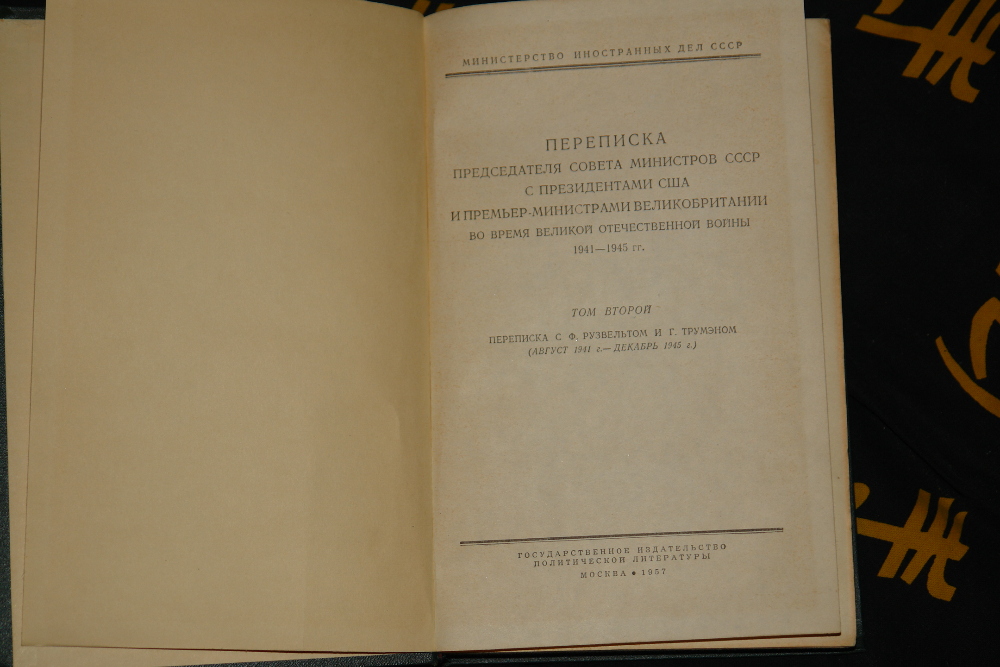 МИНИСТЕРСТВО ИНОСТРАННЫХ ДЕЛ СССР
ПЕРЕПИСКА
ПРЕДСЕДАТЕЛЯ СОВЕТА МИНИСТРОВ СССР
С ПРЕЗИДЕНТАМИ США
И ПРЕМЬЕР-МИНИСТРАМИ ВЕЛИКОБРИТАНИИ
ВО ВРЕМЯ ВЕЛИКОЙ ОТЕЧЕСТВЕННОЙ ВОЙНЫ
1941—1945 гг.
ТОМ ВТОРОЙ
ПЕРЕПИСКА С Ф. РУЗВЕЛЬТОМ И Г. ТРУМЭНОМ
(АВГУСТ 1941 г.— ДЕКАБРЬ 1945 г.)
ГОСУДАРСТВЕННОЕ ИЗДАТЕЛЬСТВО
ПОЛИТИЧЕСКОЙ ЛИТЕРАТУРЫ
МОСКВА • 1957